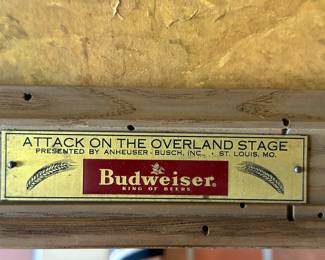 ATTACK ON THE OVERLAND STAGE
PRESENTED BY ANHEUSER-BUSCH, INC. · ST. LOUIS, MO.
Budweiser®
KING OF BEERS